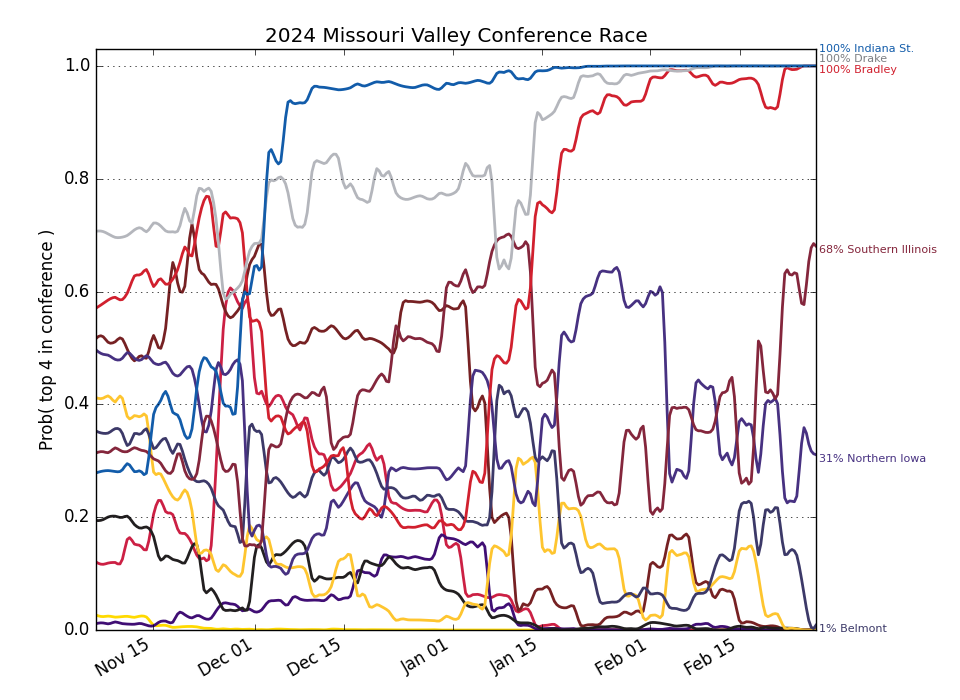 2024 Missouri Valley Conference Race
Prob( top 4 in conference )
1.0
0.8
0.6
0.4
0.2
0.0
Nov 15
Dec 01
Dec 15
Jan 01
Jan 15
Feb 01
Feb 15
100% Indiana St.
100% Drake
100% Bradley
68% Southern Illinois
31% Northern Iowa
1% Belmont